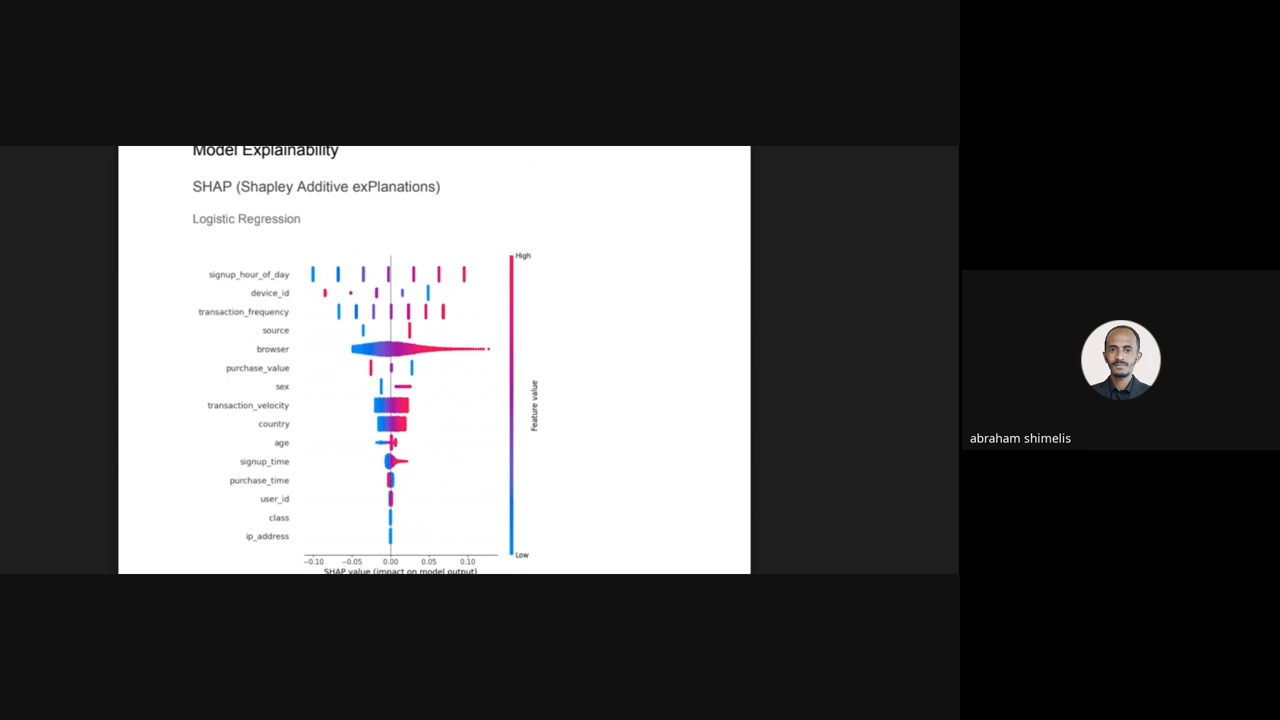 Model Explainability
SHAP (Shapley Additive exPlanations)
Logistic Regression
High
signup_hour_of_day
device_id
transaction_frequency
source
browser
purchase_value
sex
transaction_velocity
country
age
signup_time
purchase_time
user_id
class
ip_address
Feature value
Low
−0.10 −0.05 0.00 0.05 0.10
SHAP value (impact on model output)
abraham shimelis